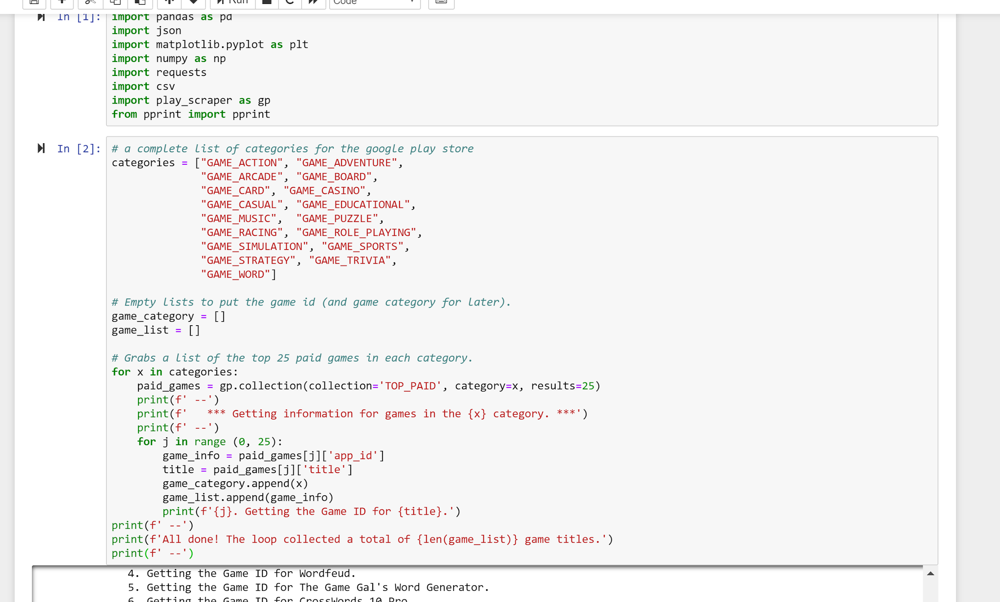 Run
Code
In [1]: import pandas as pd
import json
import matplotlib.pyplot as plt
import numpy as np
import requests
import csv
import play_scraper as gp
from pprint import pprint
In [2]: # a complete list of categories for the google play store
categories = ["GAME_ACTION", "GAME_ADVENTURE",
"GAME_ARCADE", "GAME_BOARD",
"GAME_CARD", "GAME_CASINO",
"GAME_CASUAL", "GAME_EDUCATIONAL",
"GAME_MUSIC",  "GAME_PUZZLE",
"GAME_RACING", "GAME_ROLE_PLAYING",
"GAME_SIMULATION", "GAME_SPORTS",
"GAME_STRATEGY", "GAME_TRIVIA",
"GAME_WORD"]
# Empty lists to put the game id (and game category for later).
game_category = []
game_list = []
# Grabs a list of the top 25 paid games in each category.
for x in categories:
    paid_games = gp.collection(collection='TOP_PAID', category=x, results=25)
    print(f' --')
    print(f'   *** Getting information for games in the {x} category. ***')
    print(f' --')
    for j in range (0, 25):
        game_info = paid_games[j]['app_id']
        title = paid_games[j]['title']
        game_category.append(x)
        game_list.append(game_info)
        print(f'{j}. Getting the Game ID for {title}.')
print(f' --')
print(f'All done! The loop collected a total of {len(game_list)} game titles.')
print(f' --')
4. Getting the Game ID for Wordfeud.
5. Getting the Game ID for The Game Gal's Word Generator.
6. Getting the Game ID for CrossWords 10 Pro.